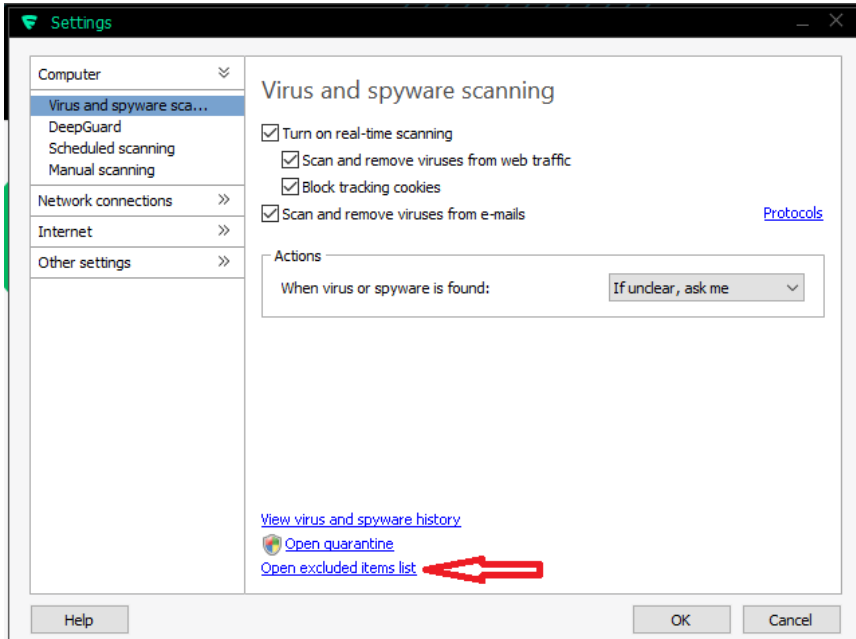 Settings
Computer
Virus and spyware sca...
DeepGuard
Scheduled scanning
Manual scanning
Network connections
Internet
Other settings
Virus and spyware scanning
Turn on real-time scanning
Scan and remove viruses from web traffic
Block tracking cookies
Scan and remove viruses from e-mails
Protocols
Actions
When virus or spyware is found:
If unclear, ask me
View virus and spyware history
Open quarantine
Open excluded items list
Help
OK
Cancel